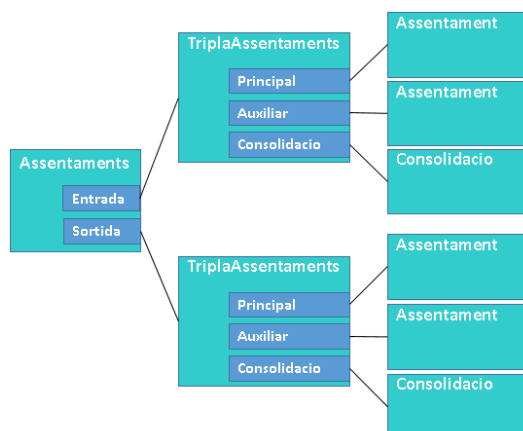 Assentaments
Entrada
Sortida
TriplaAssentaments
Principal
Auxiliar
Consolidacio
Assentament
Assentament
Consolidacio
TriplaAssentaments
Principal
Auxiliar
Consolidacio
Assentament
Assentament
Consolidacio